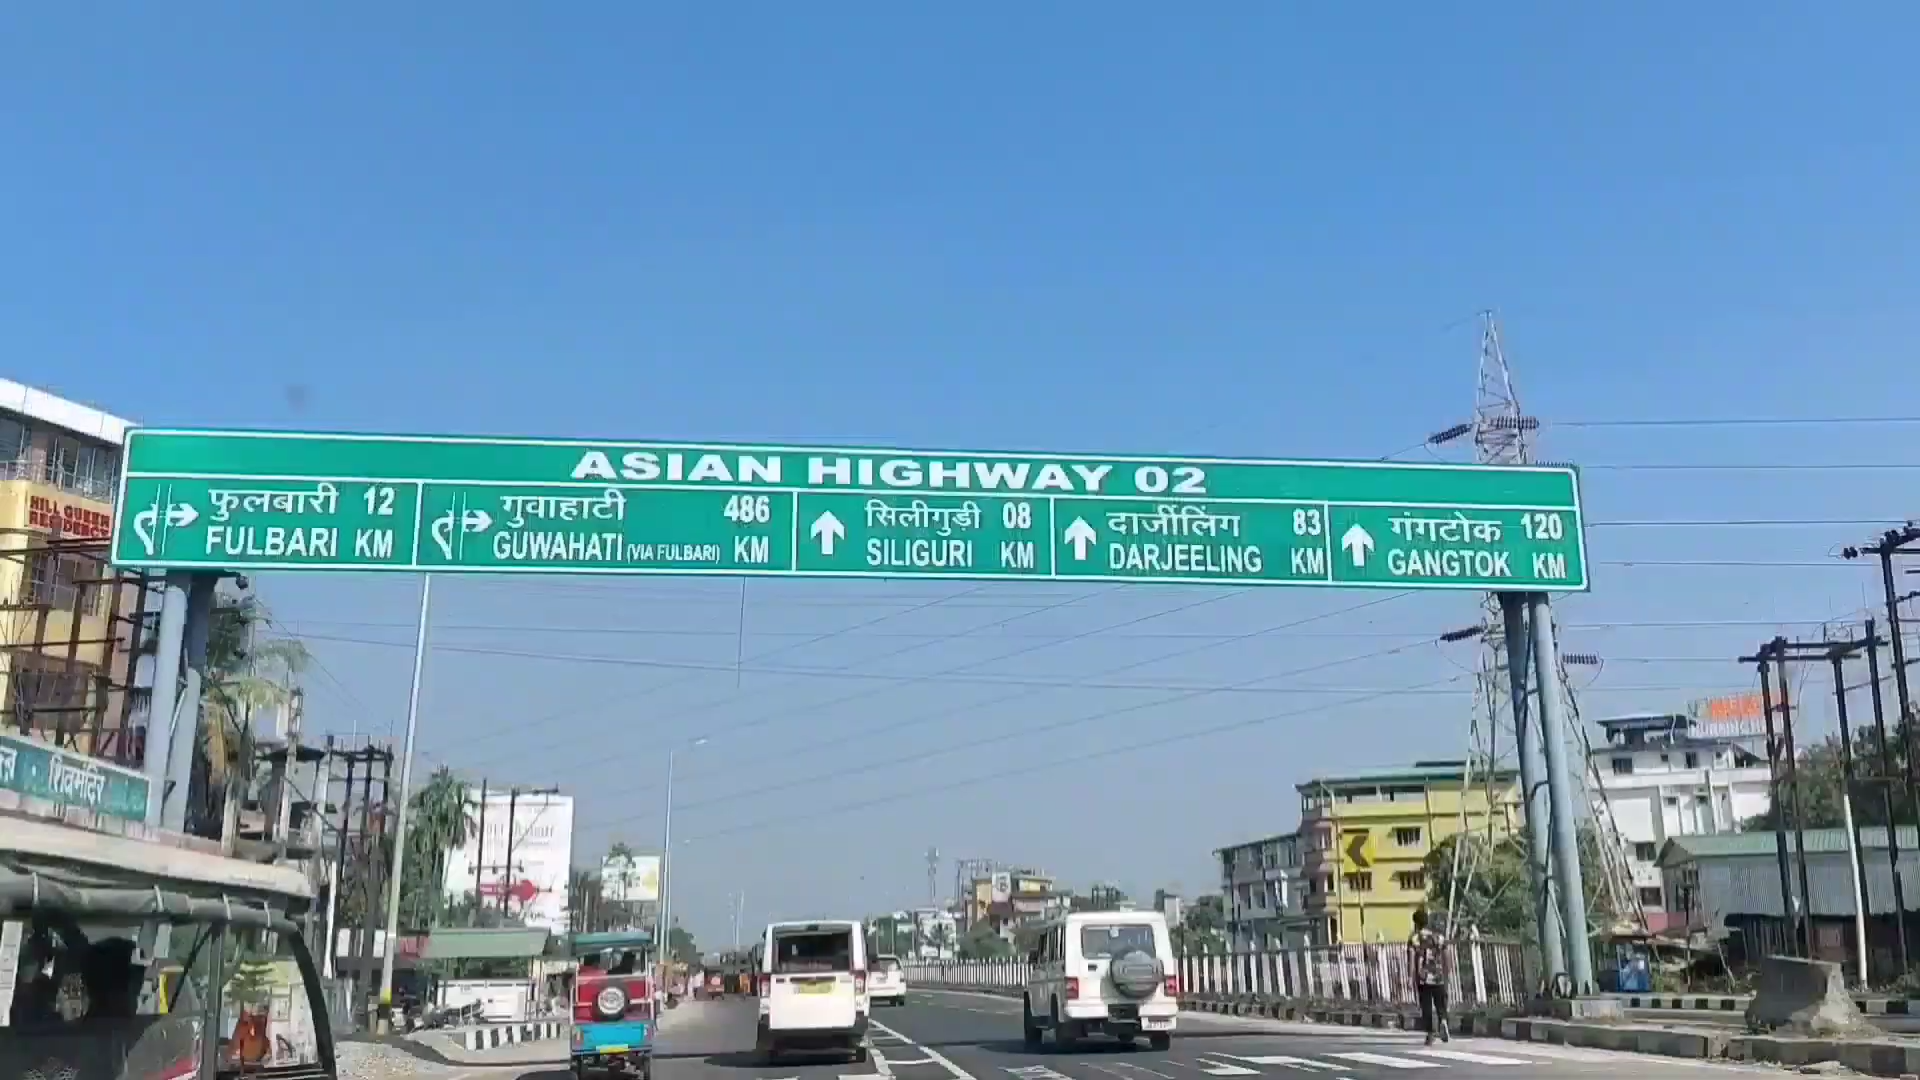 ASIAN HIGHWAY 02
फुलबारी 12
FULBARI KM
गुवाहाटी 486
GUWAHATI (VIA FULBARI) KM
सिलीगुड़ी 08
SILIGURI KM
दार्जीलिंग 83
DARJEELING KM
गंगटोक 120
GANGTOK KM
HILL QUEEN
RESIDENCY
शिवमंदिर